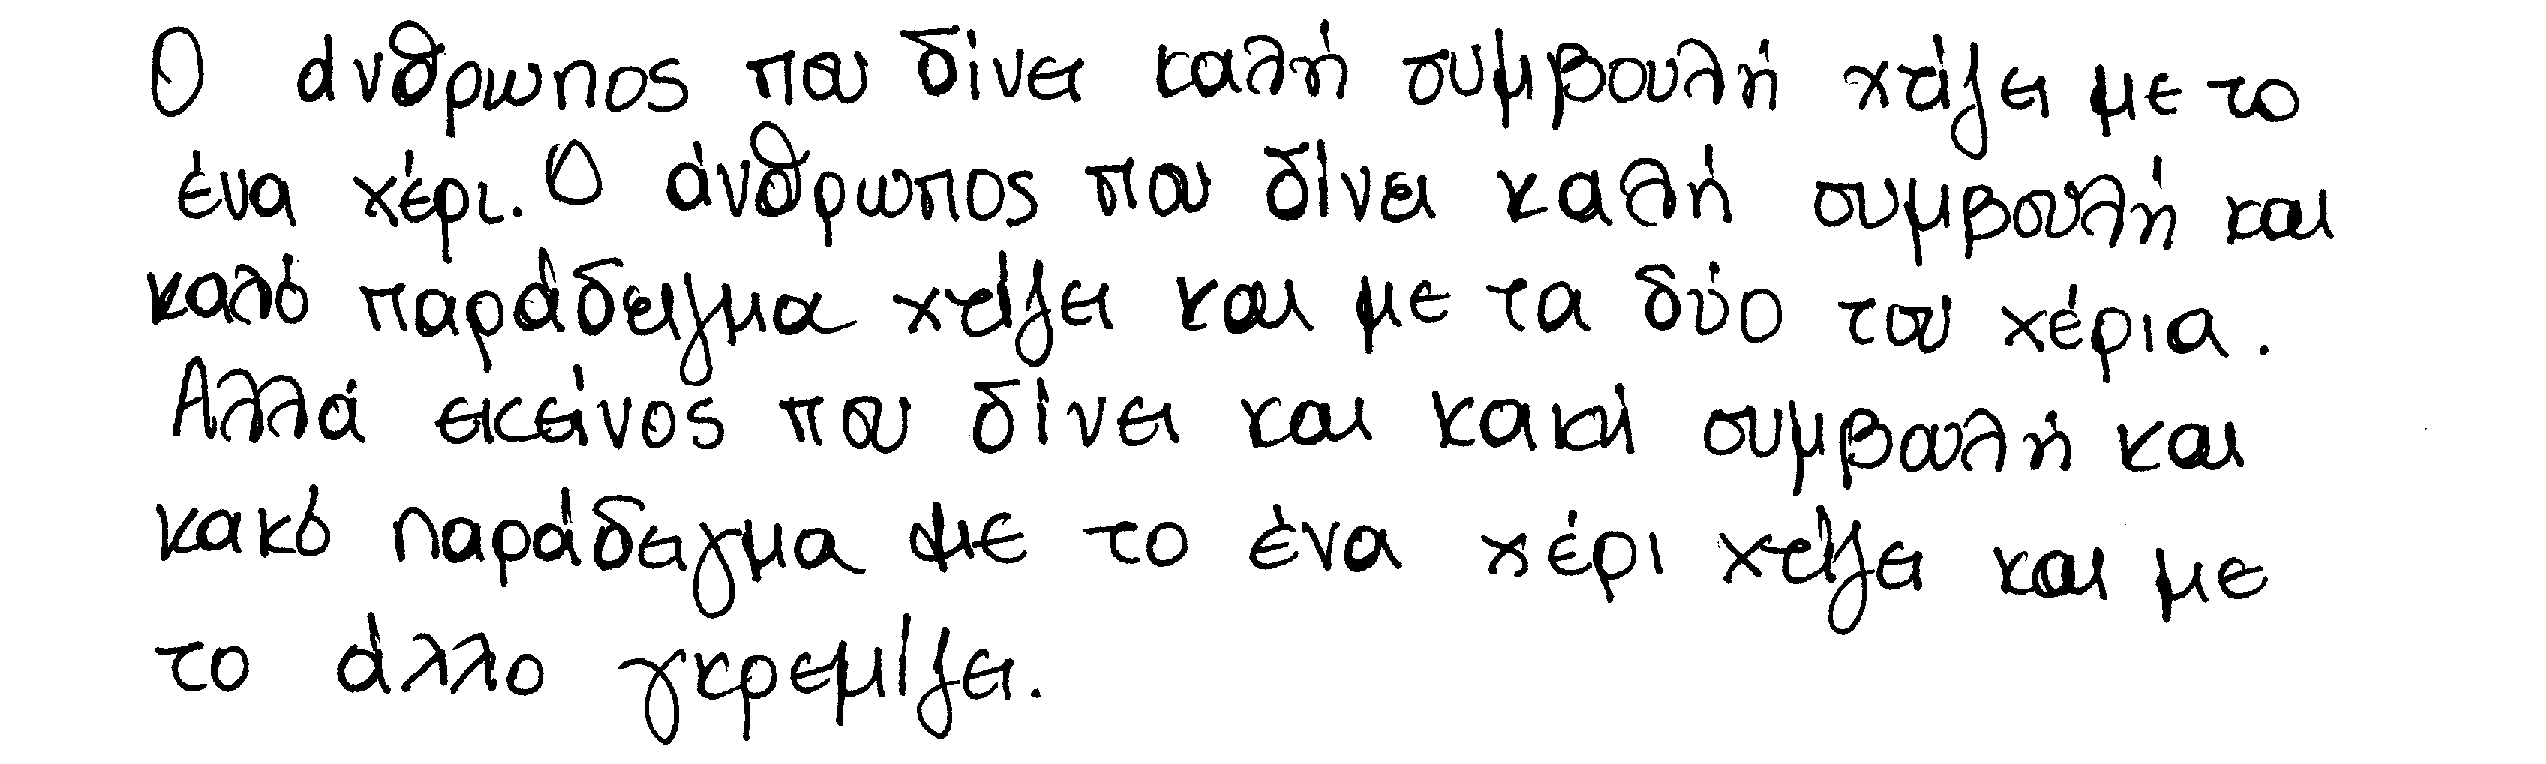 Ο άνθρωπος που δίνει καλή συμβουλή χτίζει με το
ένα χέρι. Ο άνθρωπος που δίνει καλή συμβουλή και
καλό παράδειγμα χτίζει και με τα δύο του χέρια.
Αλλά εκείνος που δίνει και κακή συμβουλή και
κακό παράδειγμα με το ένα χέρι χτίζει και με
το άλλο γκρεμίζει.